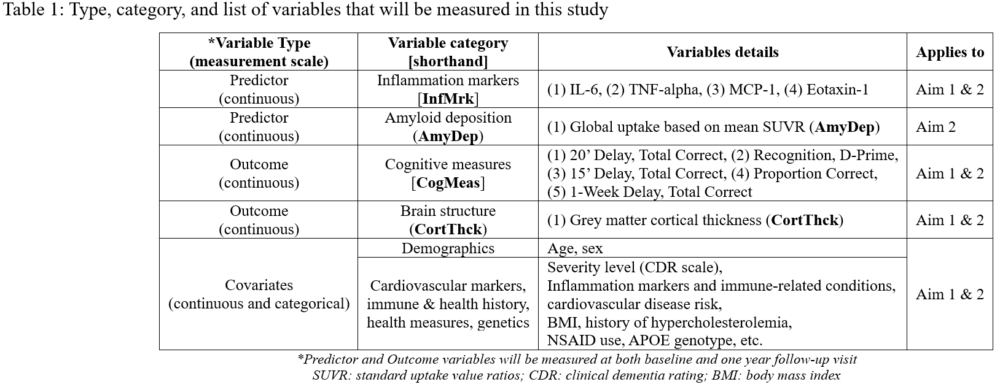 Table 1: Type, category, and list of variables that will be measured in this study
*Variable Type
(measurement scale)
Variable category
[shorthand]
Variables details
Applies to
Predictor
(continuous)
Inflammation markers
[InfMrk]
(1) IL-6, (2) TNF-alpha, (3) MCP-1, (4) Eotaxin-1
Aim 1 & 2
Predictor
(continuous)
Amyloid deposition
(AmyDep)
(1) Global uptake based on mean SUVR (AmyDep)
Aim 2
Outcome
(continuous)
Cognitive measures
[CogMeas]
(1) 20’ Delay, Total Correct, (2) Recognition, D-Prime,
(3) 15’ Delay, Total Correct, (4) Proportion Correct,
(5) 1-Week Delay, Total Correct
Aim 1 & 2
Outcome
(continuous)
Brain structure
(CortThck)
(1) Grey matter cortical thickness (CortThck)
Aim 1 & 2
Covariates
(continuous and categorical)
Demographics
Age, sex
Cardiovascular markers,
immune & health history,
health measures, genetics
Severity level (CDR scale),
Inflammation markers and immune-related conditions,
cardiovascular disease risk,
BMI, history of hypercholesterolemia,
NSAID use, APOE genotype, etc.
Aim 1 & 2
*Predictor and Outcome variables will be measured at both baseline and one year follow-up visit
SUVR: standard uptake value ratios; CDR: clinical dementia rating; BMI: body mass index